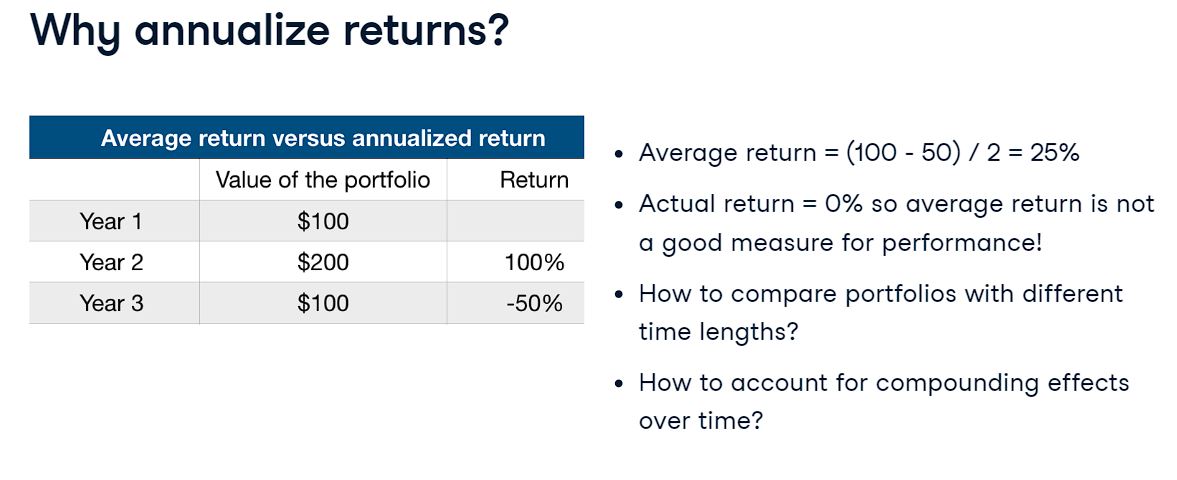 Why annualize returns?
Average return versus annualized return
Value of the portfolio Return
Year 1 $100
Year 2 $200 100%
Year 3 $100 -50%
• Average return = (100 - 50) / 2 = 25%
• Actual return = 0% so average return is not
a good measure for performance!
• How to compare portfolios with different
time lengths?
• How to account for compounding effects
over time?